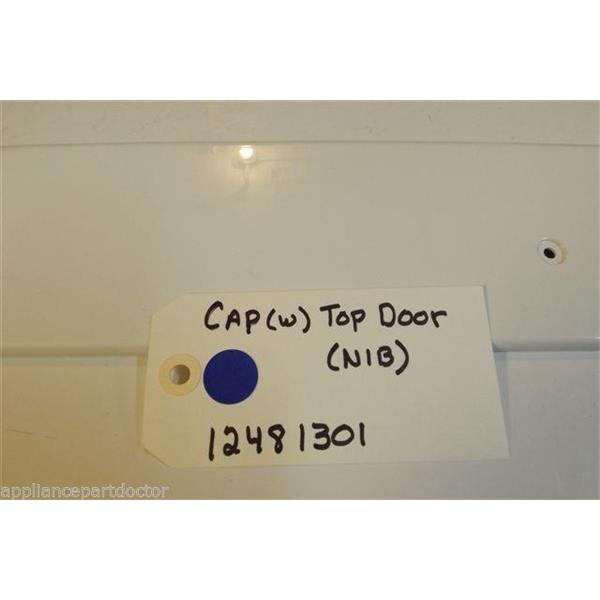 CAP(W) TOP DOOR
(NIB)
12481301
appliancepartdoctor